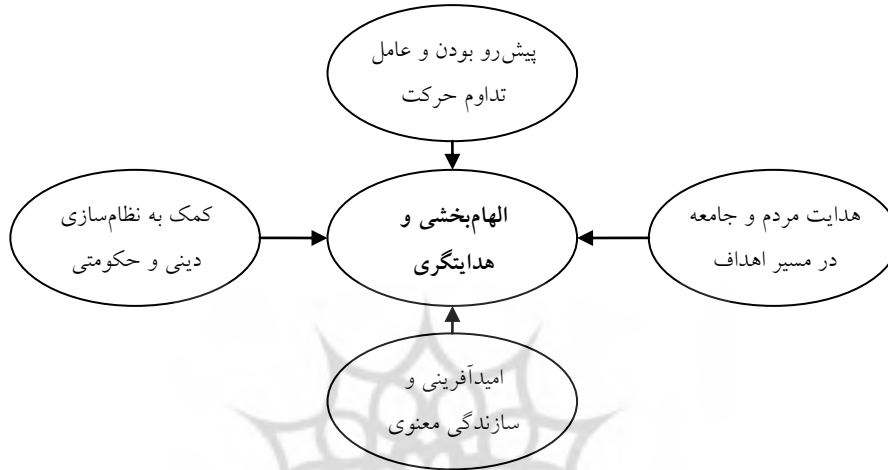 پیش‌رو بودن و عامل
تداوم حرکت
هدایت مردم و جامعه
در مسیر اهداف
الهام‌بخشی و
هدایتگری
کمک به نظام‌سازی
دینی و حکومتی
امیدآفرینی و
سازندگی معنوی